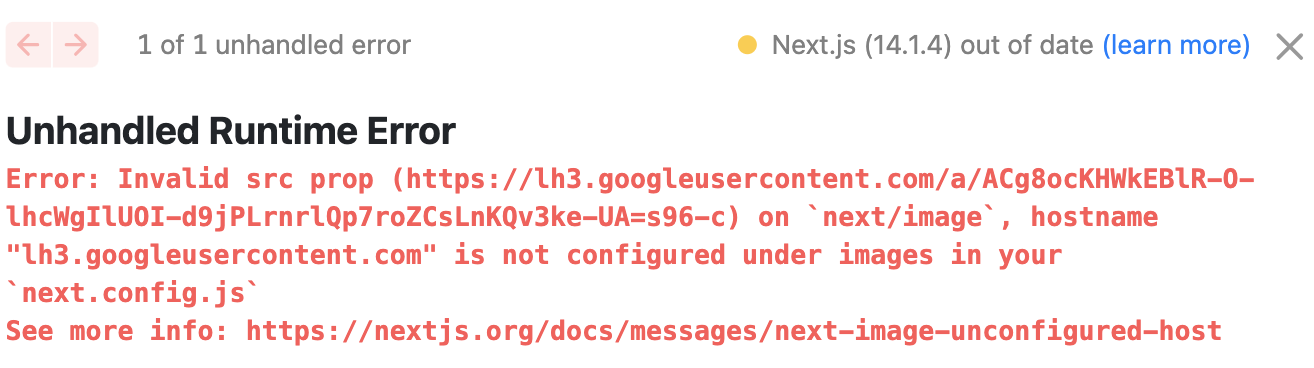 1 of 1 unhandled error
Next.js (14.1.4) out of date (learn more)
Unhandled Runtime Error
Error: Invalid src prop (https://lh3.googleusercontent.com/a/ACg8ocKHWkEBlR-O-
lhcWgIlUOI-d9jPLrnrlQp7roZCsLnKQv3ke-UA=s96-c) on `next/image`, hostname
"lh3.googleusercontent.com" is not configured under images in your
`next.config.js`
See more info: https://nextjs.org/docs/messages/next-image-unconfigured-host